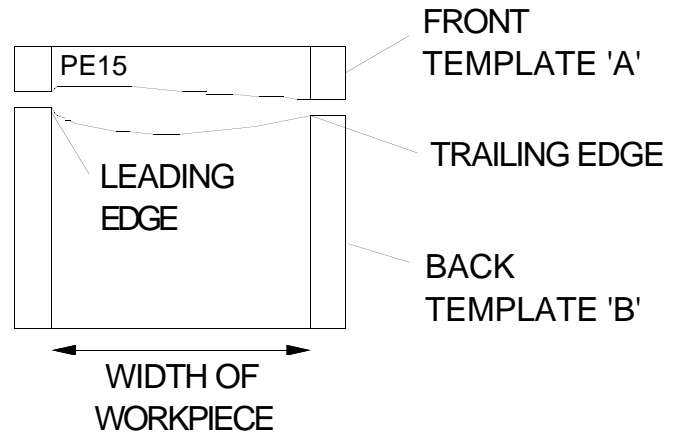 FRONT
TEMPLATE 'A'
PE15
TRAILING EDGE
LEADING
EDGE
BACK
TEMPLATE 'B'
WIDTH OF
WORKPIECE